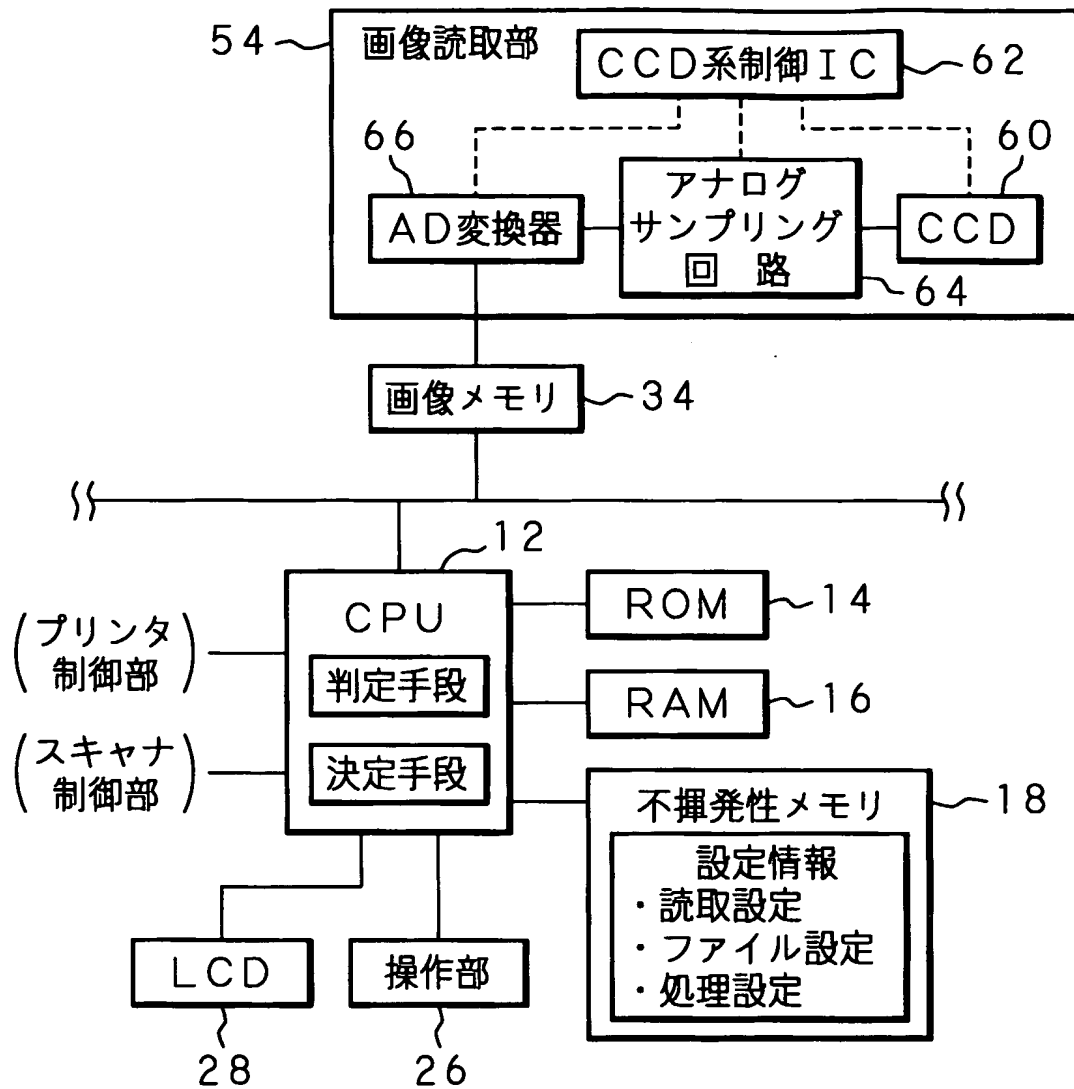 54
画像読取部
CCD系制御IC
62
66
60
AD変換器
アナログ
サンプリング
回 路
CCD
64
画像メモリ
34
12
CPU
判定手段
決定手段
ROM
14
RAM
16
(プリンタ
制御部)
(スキャナ
制御部)
不揮発性メモリ
18
設定情報
・読取設定
・ファイル設定
・処理設定
LCD
操作部
28
26